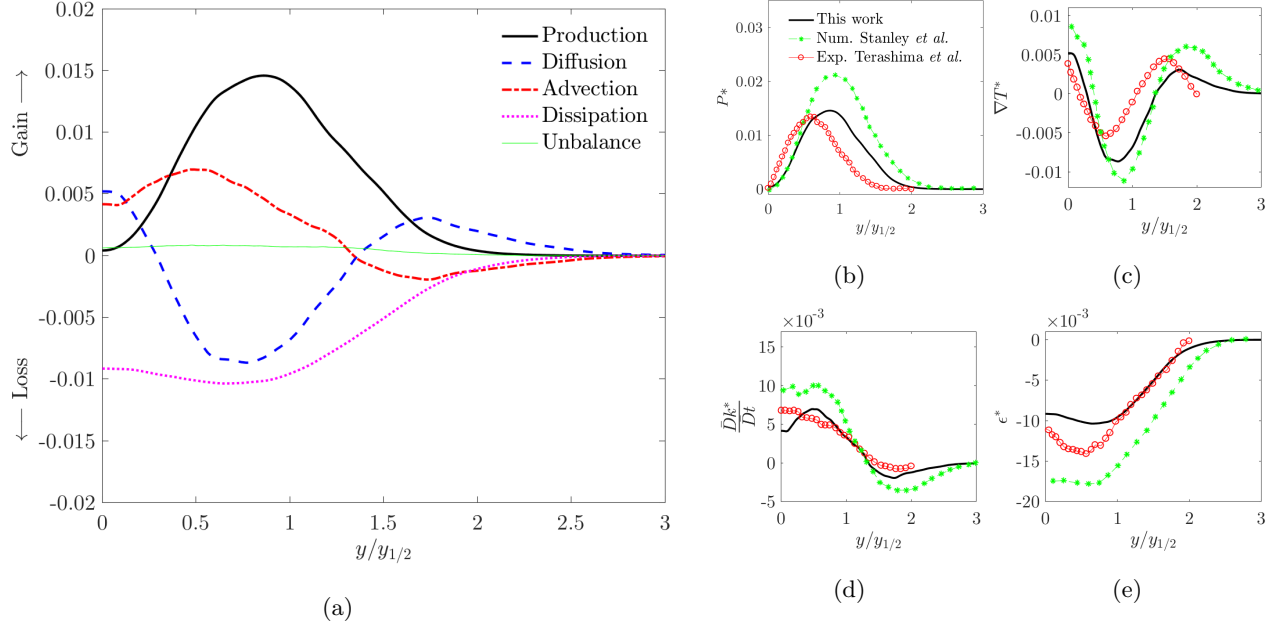 0.02
0.015
0.01
0.005
0
-0.005
-0.01
-0.015
-0.02
Gain →
← Loss
Production
Diffusion
Advection
Dissipation
Unbalance
0 0.5 1 1.5 2 2.5 3
y/y1/2
(a)
This work
Num. Stanley et al.
Exp. Terashima et al.
0.03
0.02
0.01
0
P*
0 1 2 3
y/y1/2
(b)
0.01
0.005
0
-0.005
-0.01
∇T*
0 1 2 3
y/y1/2
(c)
×10-3
15
10
5
0
-5
D̄k*/D̄t
0 1 2 3
y/y1/2
(d)
×10-3
0
-5
-10
-15
-20
ϵ*
0 1 2 3
y/y1/2
(e)